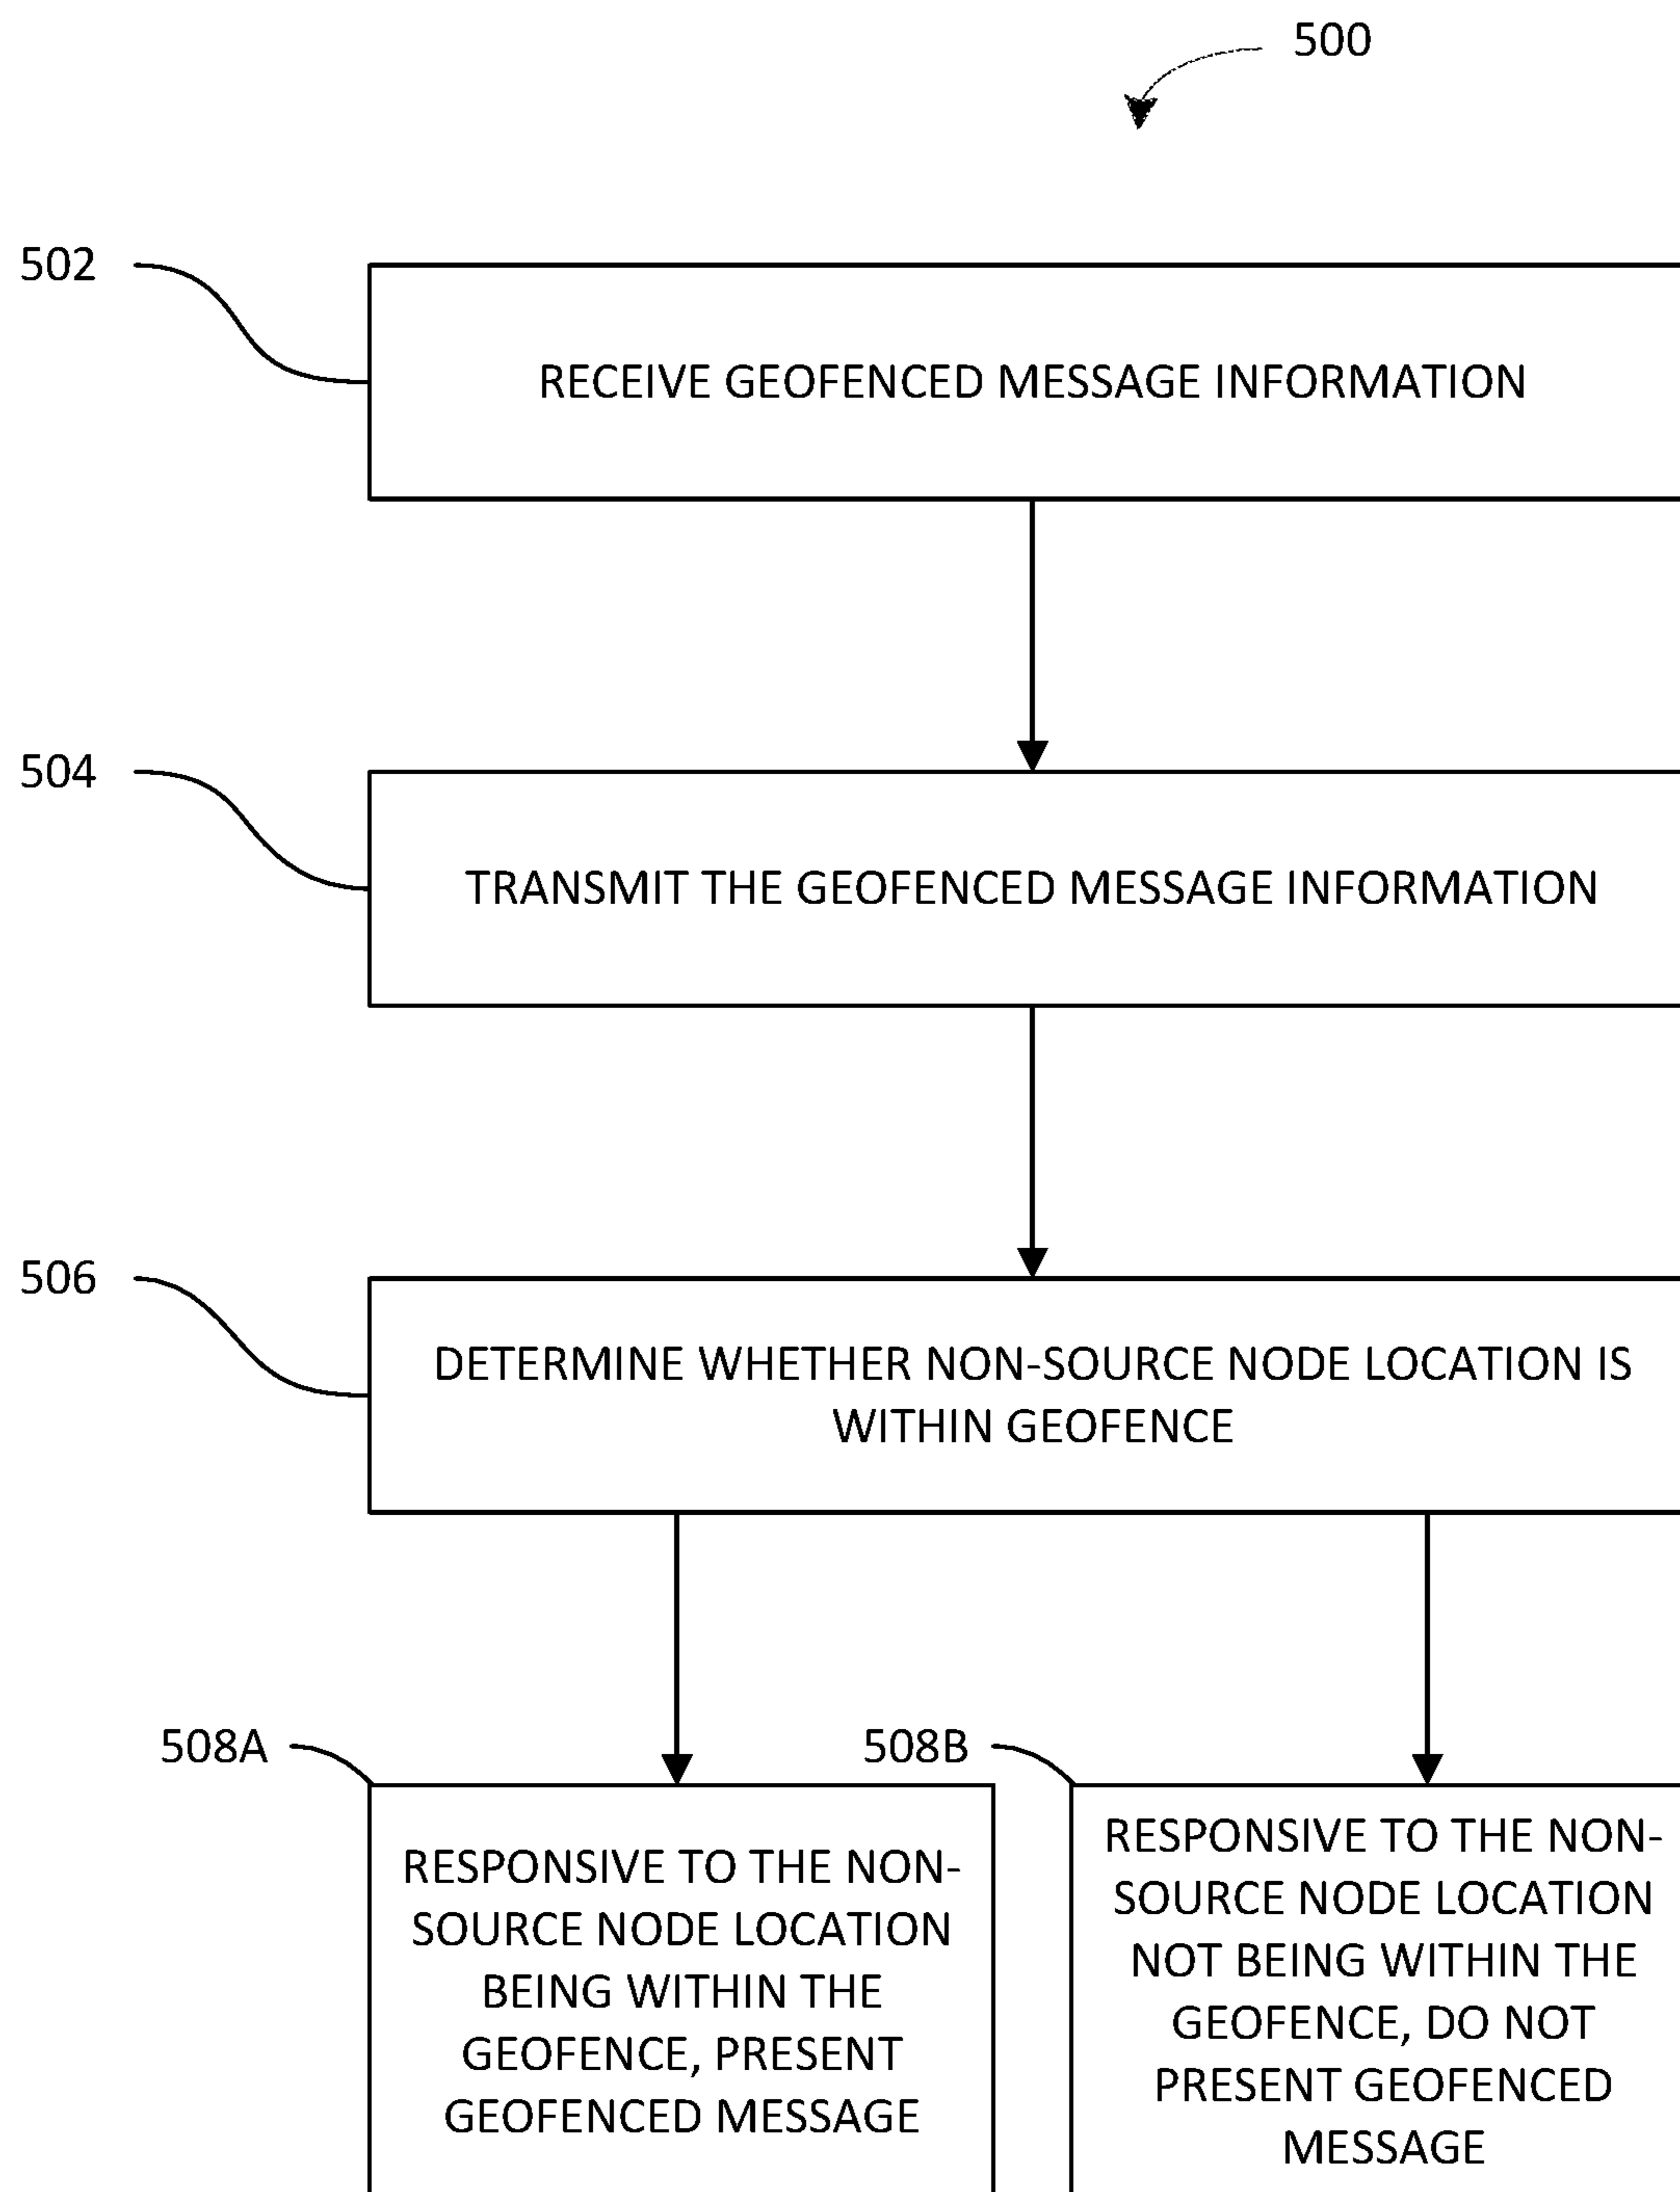 500
502
RECEIVE GEOFENCED MESSAGE INFORMATION
504
TRANSMIT THE GEOFENCED MESSAGE INFORMATION
506
DETERMINE WHETHER NON-SOURCE NODE LOCATION IS
WITHIN GEOFENCE
508A
RESPONSIVE TO THE NON-
SOURCE NODE LOCATION
BEING WITHIN THE
GEOFENCE, PRESENT
GEOFENCED MESSAGE
508B
RESPONSIVE TO THE NON-
SOURCE NODE LOCATION
NOT BEING WITHIN THE
GEOFENCE, DO NOT
PRESENT GEOFENCED
MESSAGE